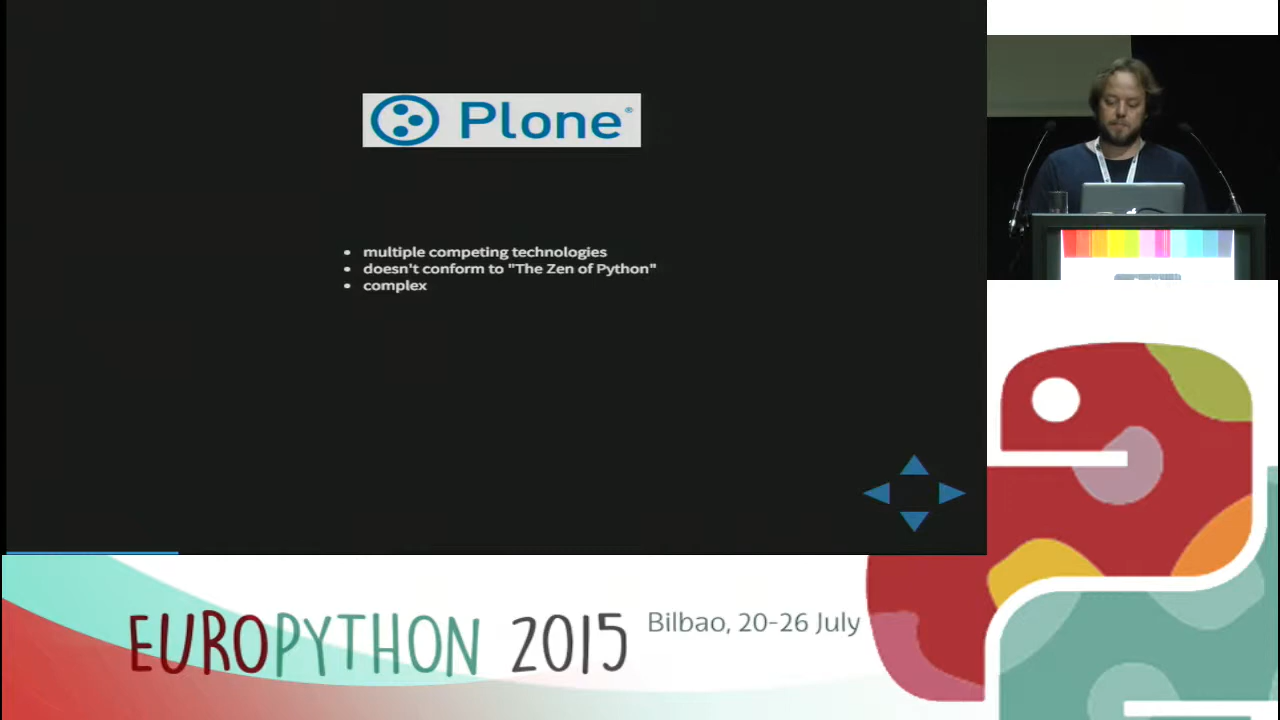 Plone®
• multiple competing technologies
• doesn't conform to "The Zen of Python"
• complex
EUROPYTHON 2015
Bilbao, 20-26 July